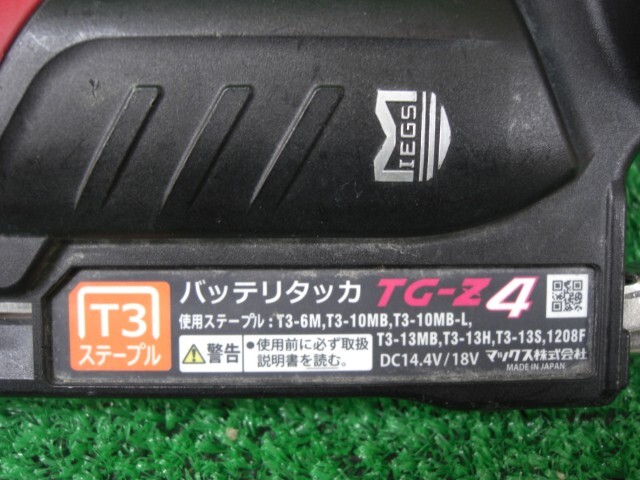 MIEGS
T3
ステープル
バッテリタッカ TG-Z4
使用ステープル:T3-6M,T3-10MB,T3-10MB-L,
T3-13MB,T3-13H,T3-13S,1208F
警告
●使用前に必ず取扱
説明書を読む。
DC14.4V/18V マックス株式会社
MADE IN JAPAN